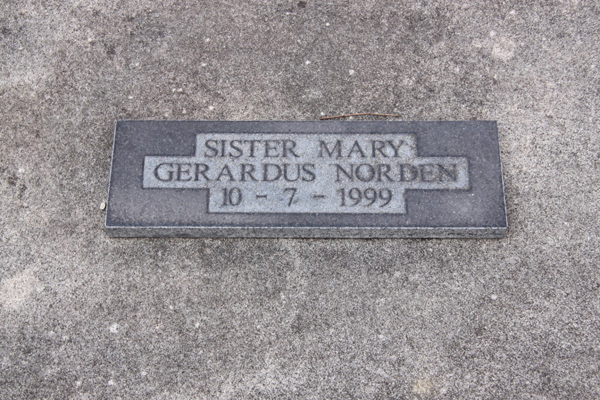 SISTER MARY
GERARDUS NORDEN
10 - 7 - 1999